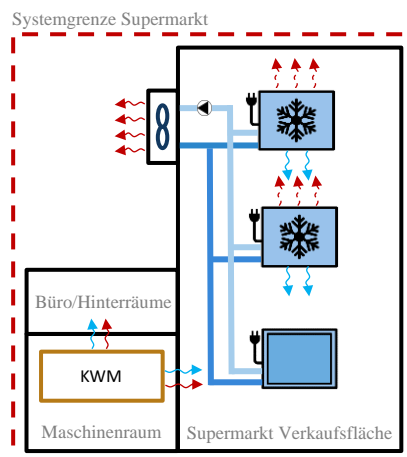 Systemgrenze Supermarkt
Büro/Hinterräume
KWM
Maschinenraum
Supermarkt Verkaufsfläche